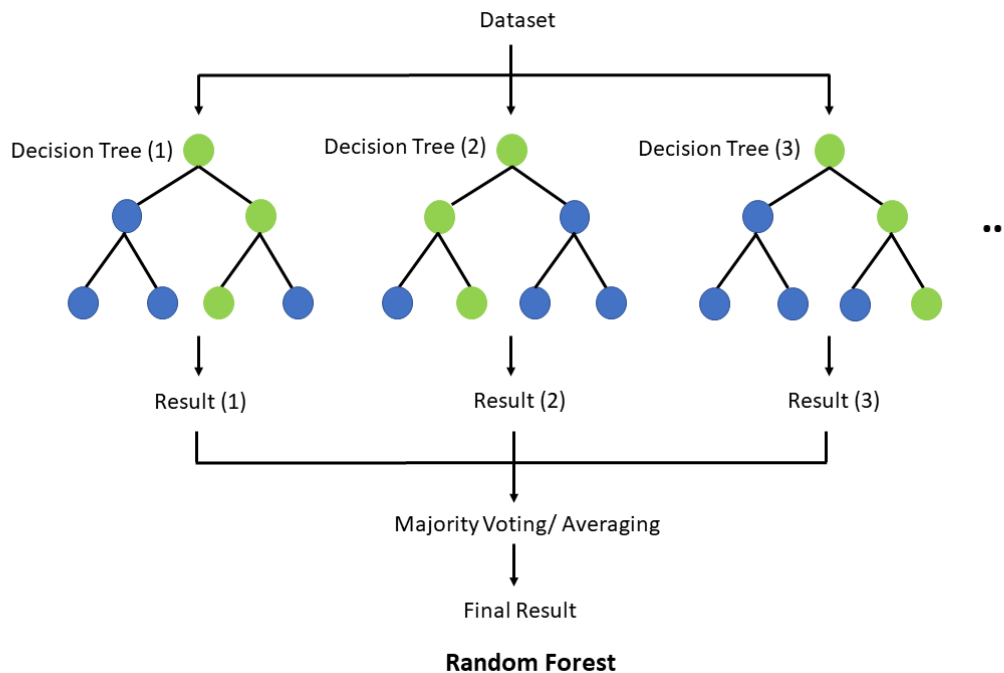 Dataset
Decision Tree (1)
Decision Tree (2)
Decision Tree (3)
..
Result (1)
Result (2)
Result (3)
Majority Voting/ Averaging
Final Result
Random Forest